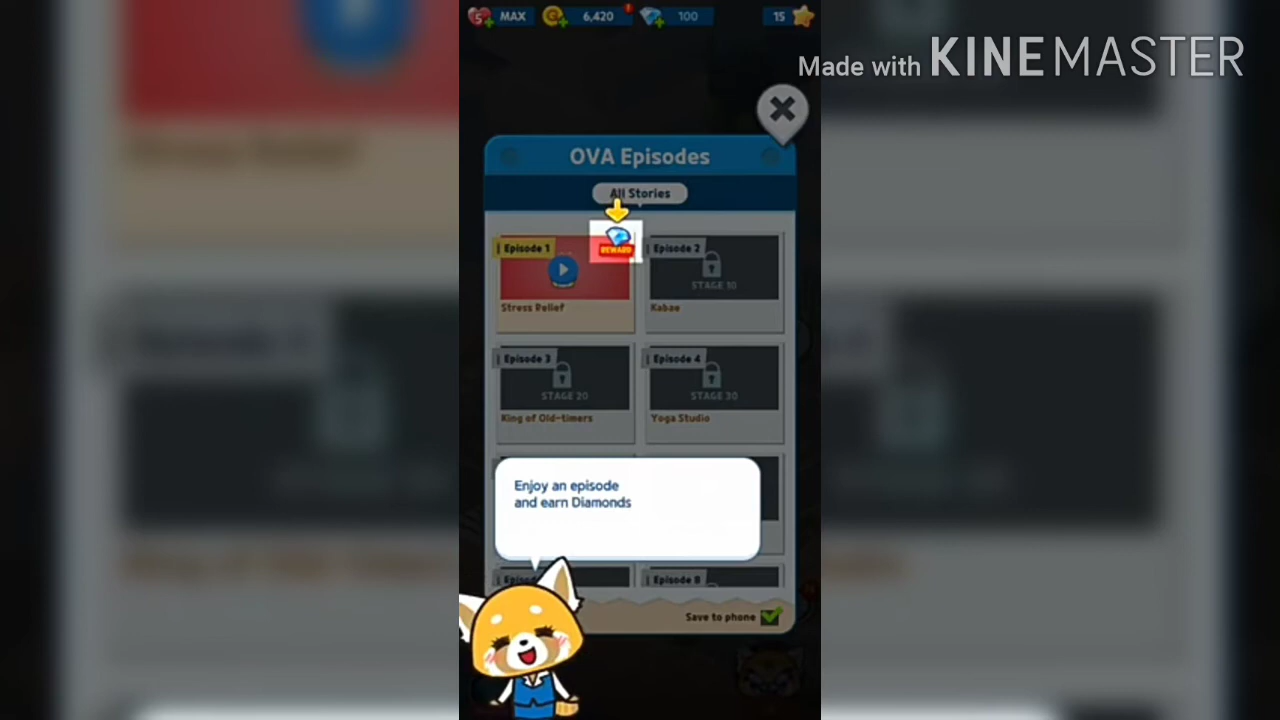 5 MAX 6,420 100 15
Made with KINEMASTER
OVA Episodes
All Stories
REWARD
Episode 1
Episode 2
STAGE 10
Stress Relief
Kabae
Episode 3
Episode 4
STAGE 20
STAGE 30
King of Old-timers
Yoga Studio
Enjoy an episode
and earn Diamonds
Episode 8
Save to phone